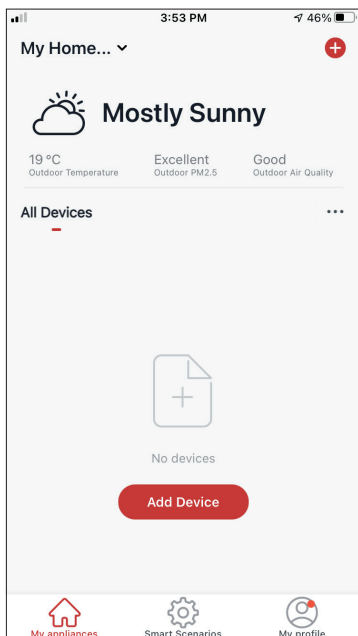 3:53 PM
46%
My Home...
Mostly Sunny
19 °C
Outdoor Temperature
Excellent
Outdoor PM2.5
Good
Outdoor Air Quality
All Devices
No devices
Add Device
My appliances
Smart Scenarios
My profile